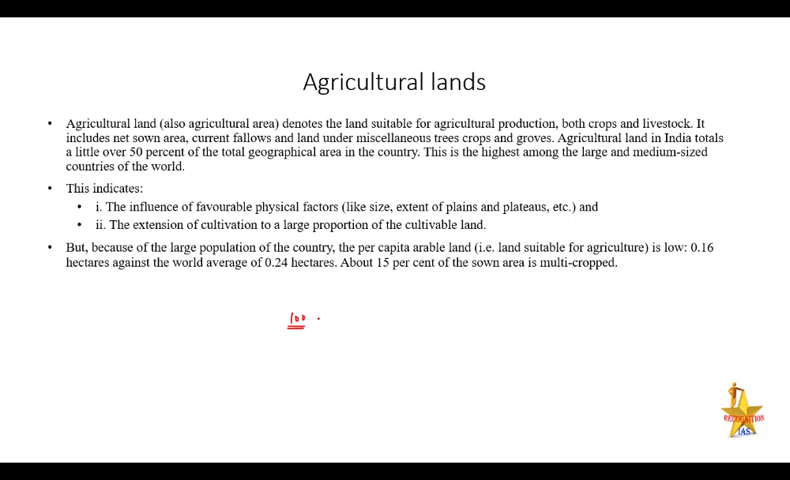 Agricultural lands
• Agricultural land (also agricultural area) denotes the land suitable for agricultural production, both crops and livestock. It
includes net sown area, current fallows and land under miscellaneous trees crops and groves. Agricultural land in India totals
a little over 50 percent of the total geographical area in the country. This is the highest among the large and medium-sized
countries of the world.
• This indicates:
• i. The influence of favourable physical factors (like size, extent of plains and plateaus, etc.) and
• ii. The extension of cultivation to a large proportion of the cultivable land.
• But, because of the large population of the country, the per capita arable land (i.e. land suitable for agriculture) is low: 0.16
hectares against the world average of 0.24 hectares. About 15 per cent of the sown area is multi-cropped.
100
RECOGNITION
IAS